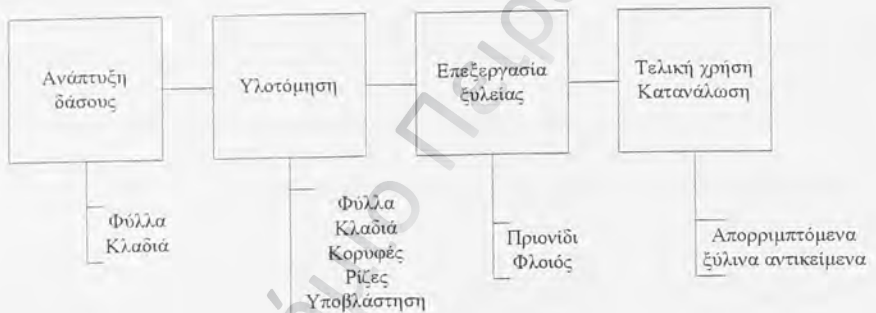 Ανάπτυξη
δάσους
Υλοτόμηση
Επεξεργασία
ξυλείας
Τελική χρήση
Κατανάλωση
Φύλλα
Κλαδιά
Φύλλα
Κλαδιά
Κορυφές
Ρίζες
Υποβλάστηση
Πριονίδι
Φλοιός
Απορριμπτόμενα
ξύλινα αντικείμενα